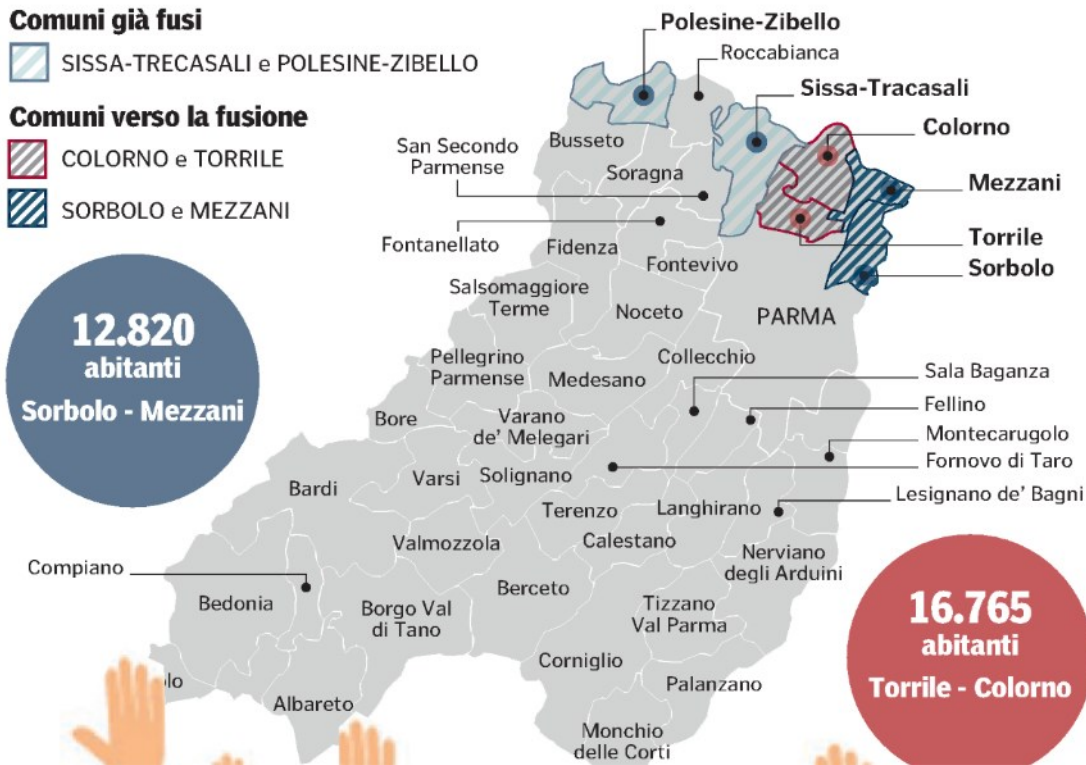 Comuni già fusi
SISSA-TRECASALI e POLESINE-ZIBELLO
Comuni verso la fusione
COLORNO e TORRILE
SORBOLO e MEZZANI
Polesine-Zibello
Roccabianca
Sissa-Tracasali
Colorno
Mezzani
Torrile
Sorbolo
Busseto
San Secondo
Parmense
Soragna
Fontanellato
Fidenza
Fontevivo
Salsomaggiore
Terme
Noceto
PARMA
12.820
abitanti
Sorbolo - Mezzani
Pellegrino
Parmense
Medesano
Collecchio
Sala Baganza
Fellino
Bore
Varano
de' Melegari
Montecarugolo
Fornovo di Taro
Bardi
Varsi
Solignano
Lesignano de' Bagni
Terenzo
Langhirano
Valmozzola
Calestano
Nerviano
degli Arduini
Compiano
Bedonia
Borgo Val
di Tano
Berceto
Tizzano
Val Parma
16.765
abitanti
Torrile - Colorno
Corniglio
Palanzano
Albareto
Monchio
delle Corti